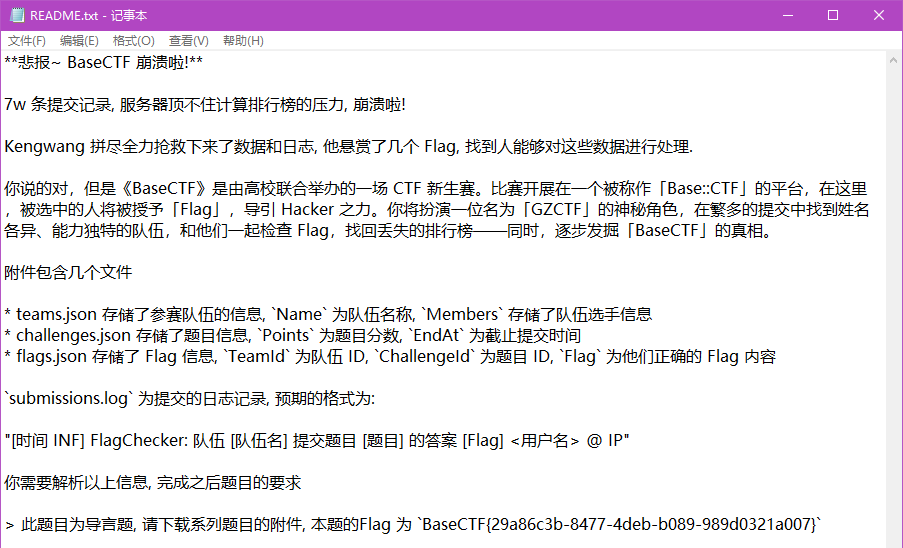 README.txt - 记事本
文件(F) 编辑(E) 格式(O) 查看(V) 帮助(H)
**悲报~ BaseCTF 崩溃啦!**
7w 条提交记录, 服务器顶不住计算排行榜的压力, 崩溃啦!
Kengwang 拼尽全力抢救下来了数据和日志, 他悬赏了几个 Flag, 找到人能够对这些数据进行处理.
你说的对，但是《BaseCTF》是由高校联合举办的一场 CTF 新生赛。比赛开展在一个被称作「Base::CTF」的平台，在这里
，被选中的人将被授予「Flag」，导引 Hacker 之力。你将扮演一位名为「GZCTF」的神秘角色，在繁多的提交中找到姓名
各异、能力独特的队伍，和他们一起检查 Flag，找回丢失的排行榜——同时，逐步发掘「BaseCTF」的真相。
附件包含几个文件
* teams.json 存储了参赛队伍的信息, `Name` 为队伍名称, `Members` 存储了队伍选手信息
* challenges.json 存储了题目信息, `Points` 为题目分数, `EndAt` 为截止提交时间
* flags.json 存储了 Flag 信息, `TeamId` 为队伍 ID, `ChallengeId` 为题目 ID, `Flag` 为他们正确的 Flag 内容
`submissions.log` 为提交的日志记录, 预期的格式为:
"[时间 INF] FlagChecker: 队伍 [队伍名] 提交题目 [题目] 的答案 [Flag] <用户名> @ IP"
你需要解析以上信息, 完成之后题目的要求
> 此题目为导言题, 请下载系列题目的附件, 本题的Flag 为 `BaseCTF{29a86c3b-8477-4deb-b089-989d0321a007}`